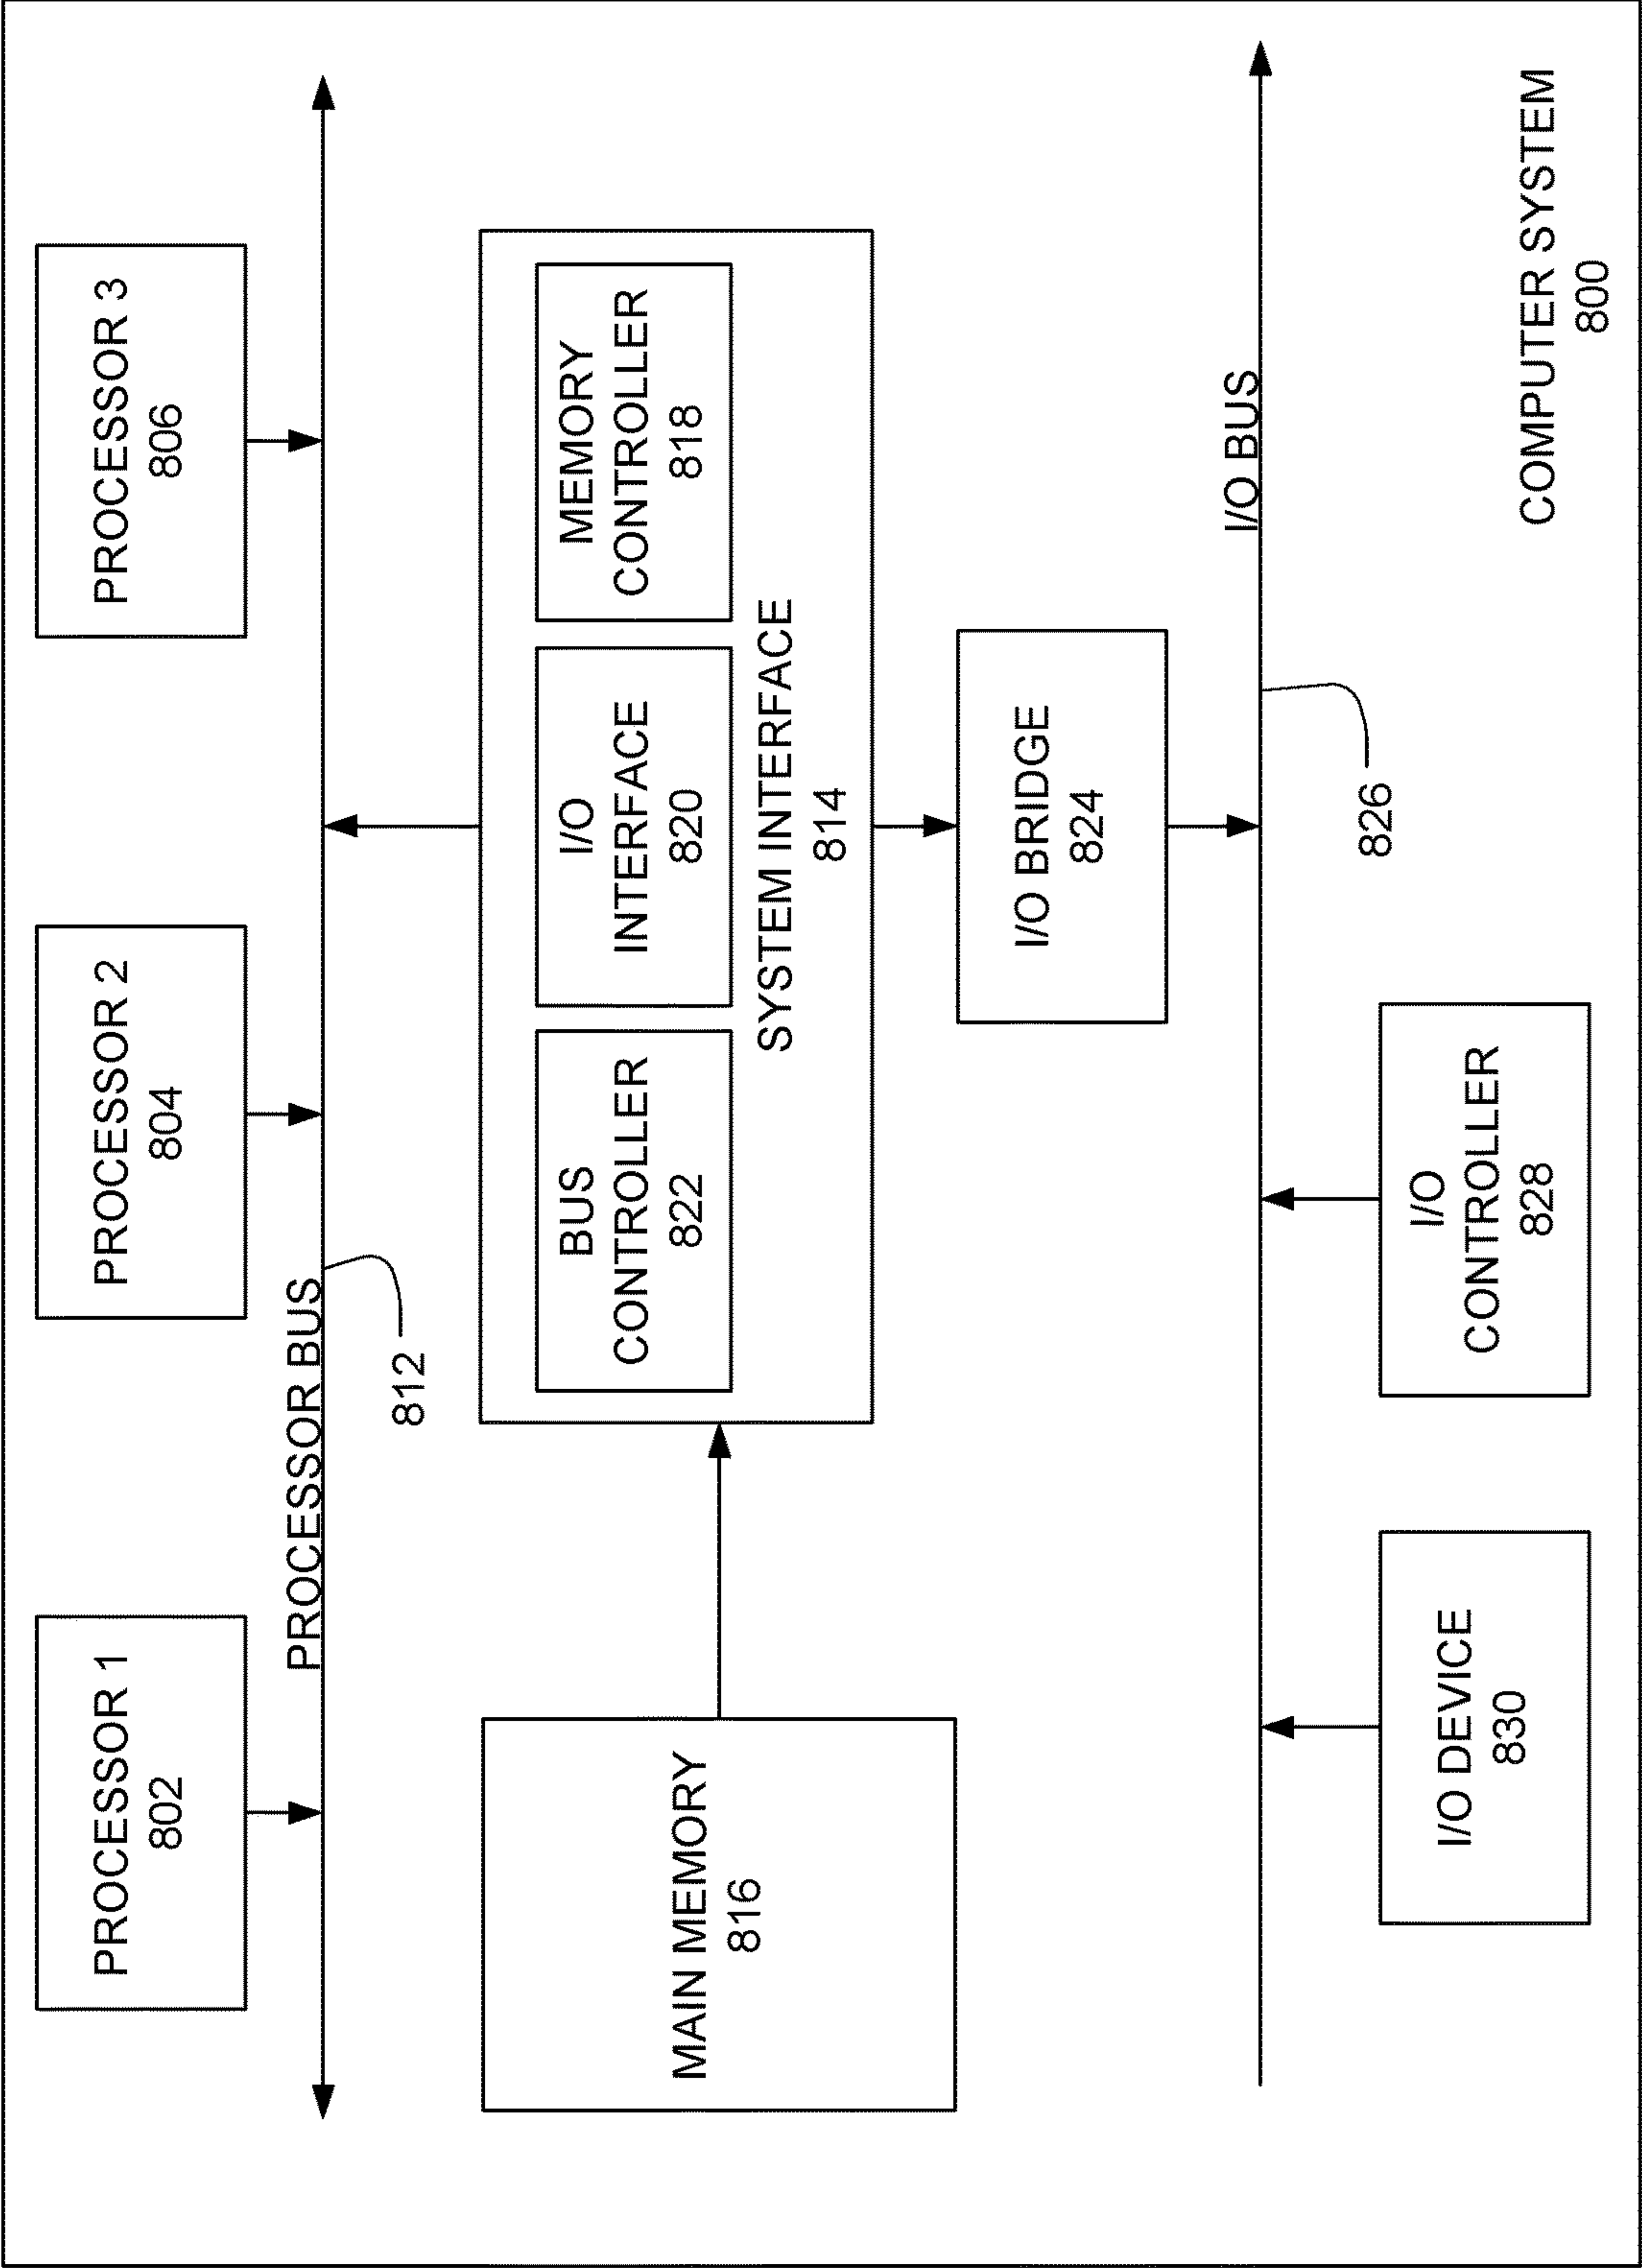 PROCESSOR 1
802
PROCESSOR 2
804
PROCESSOR 3
806
PROCESSOR BUS
812
MAIN MEMORY
816
BUS
CONTROLLER
822
I/O
INTERFACE
820
MEMORY
CONTROLLER
818
SYSTEM INTERFACE
814
I/O BRIDGE
824
I/O BUS
826
I/O DEVICE
830
I/O
CONTROLLER
828
COMPUTER SYSTEM
800